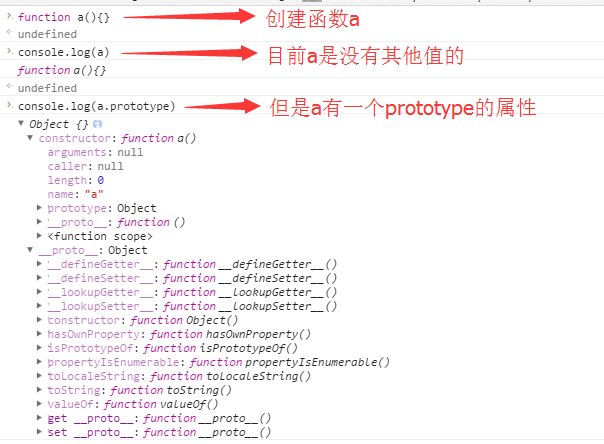 function a(){}
创建函数a
undefined
console.log(a)
目前a是没有其他值的
function a(){}
undefined
console.log(a.prototype)
但是a有一个prototype的属性
Object {}
constructor: function a()
arguments: null
caller: null
length: 0
name: "a"
prototype: Object
__proto__: function ()
<function scope>
__proto__: Object
__defineGetter__: function __defineGetter__()
__defineSetter__: function __defineSetter__()
__lookupGetter__: function __lookupGetter__()
__lookupSetter__: function __lookupSetter__()
constructor: function Object()
hasOwnProperty: function hasOwnProperty()
isPrototypeOf: function isPrototypeOf()
propertyIsEnumerable: function propertyIsEnumerable()
toLocaleString: function toLocaleString()
toString: function toString()
valueOf: function valueOf()
get __proto__: function __proto__()
set __proto__: function __proto__()